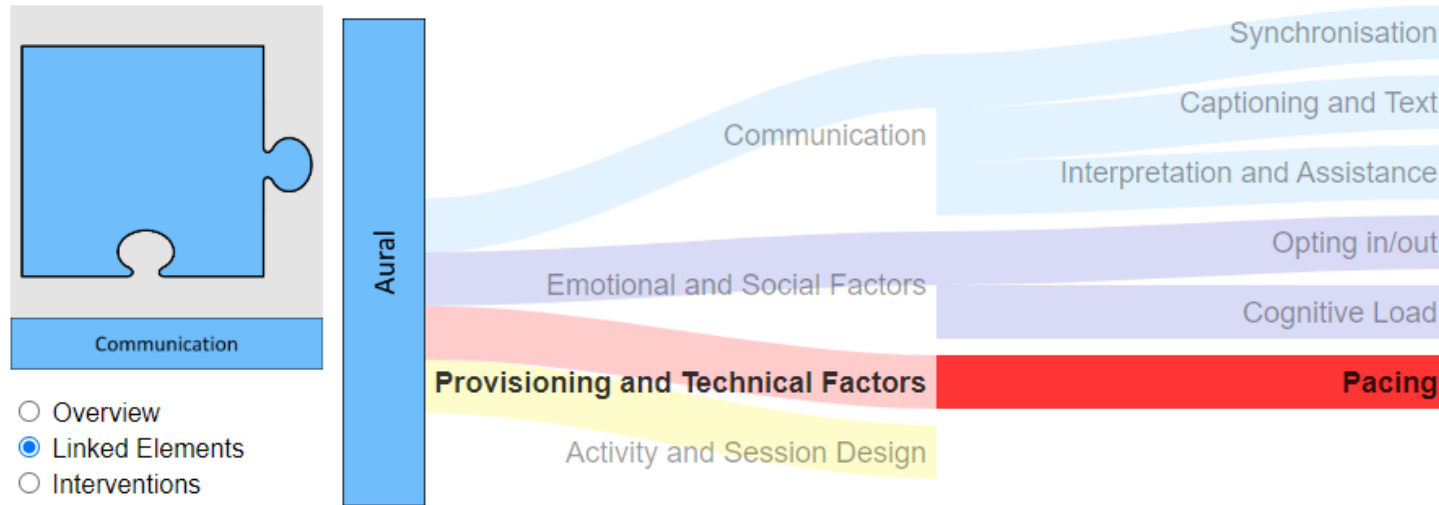 Communication
Overview
Linked Elements
Interventions
Aural
Communication
Emotional and Social Factors
Provisioning and Technical Factors
Activity and Session Design
Synchronisation
Captioning and Text
Interpretation and Assistance
Opting in/out
Cognitive Load
Pacing